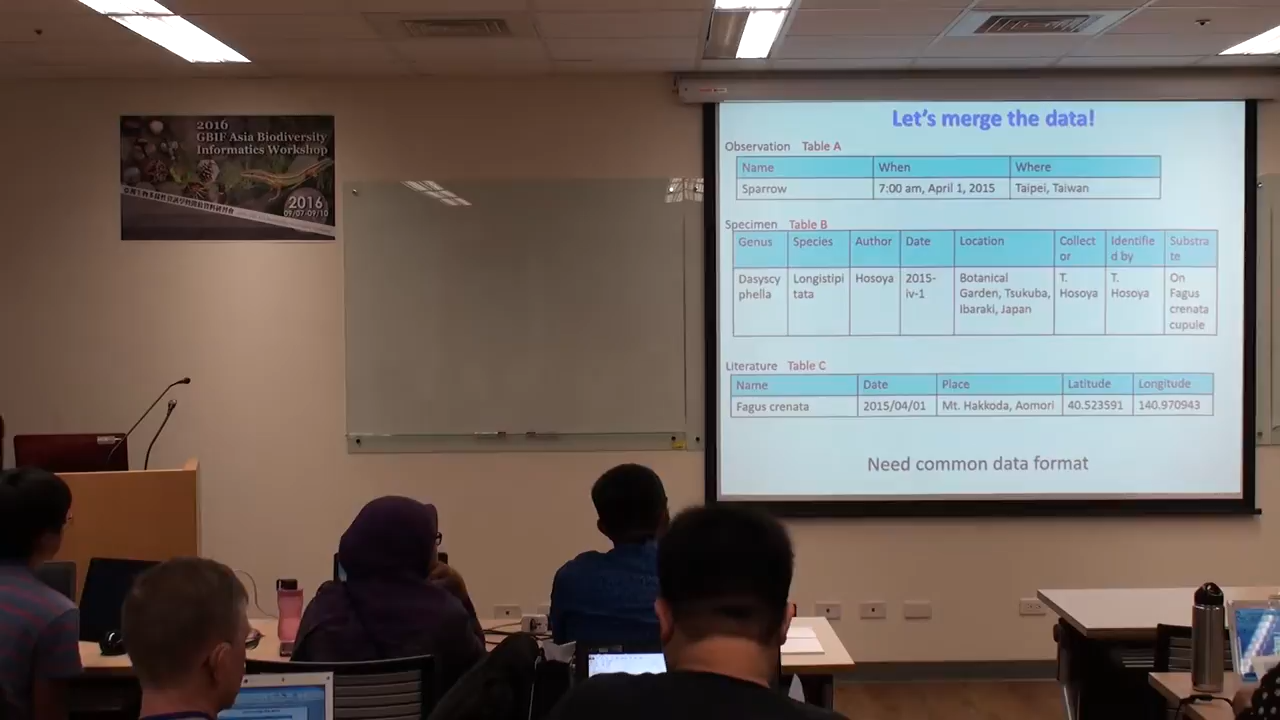 2016
GBIF Asia Biodiversity
Informatics Workshop
2016
09/07-09/10
Let's merge the data!
Observation Table A
Name When Where
Sparrow 7:00 am, April 1, 2015 Taipei, Taiwan
Specimen Table B
Genus Species Author Date Location Collect Identifie Substra
or d by te
Dasyscy Longistipi Hosoya 2015- Botanical T. T. On
phella tata iv-1 Garden, Tsukuba, Hosoya Hosoya Fagus
Ibaraki, Japan crenata
cupule
Literature Table C
Name Date Place Latitude Longitude
Fagus crenata 2015/04/01 Mt. Hakkoda, Aomori 40.523591 140.970943
Need common data format